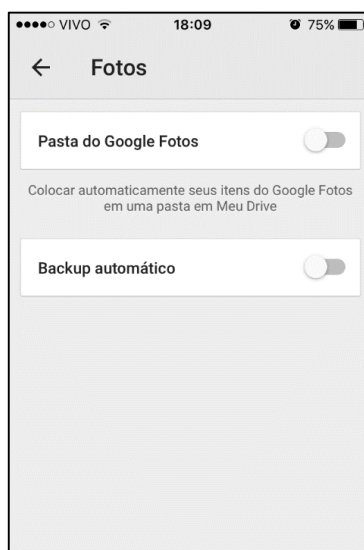 VIVO 18:09 75%
Fotos
Pasta do Google Fotos
Colocar automaticamente seus itens do Google Fotos
em uma pasta em Meu Drive
Backup automático